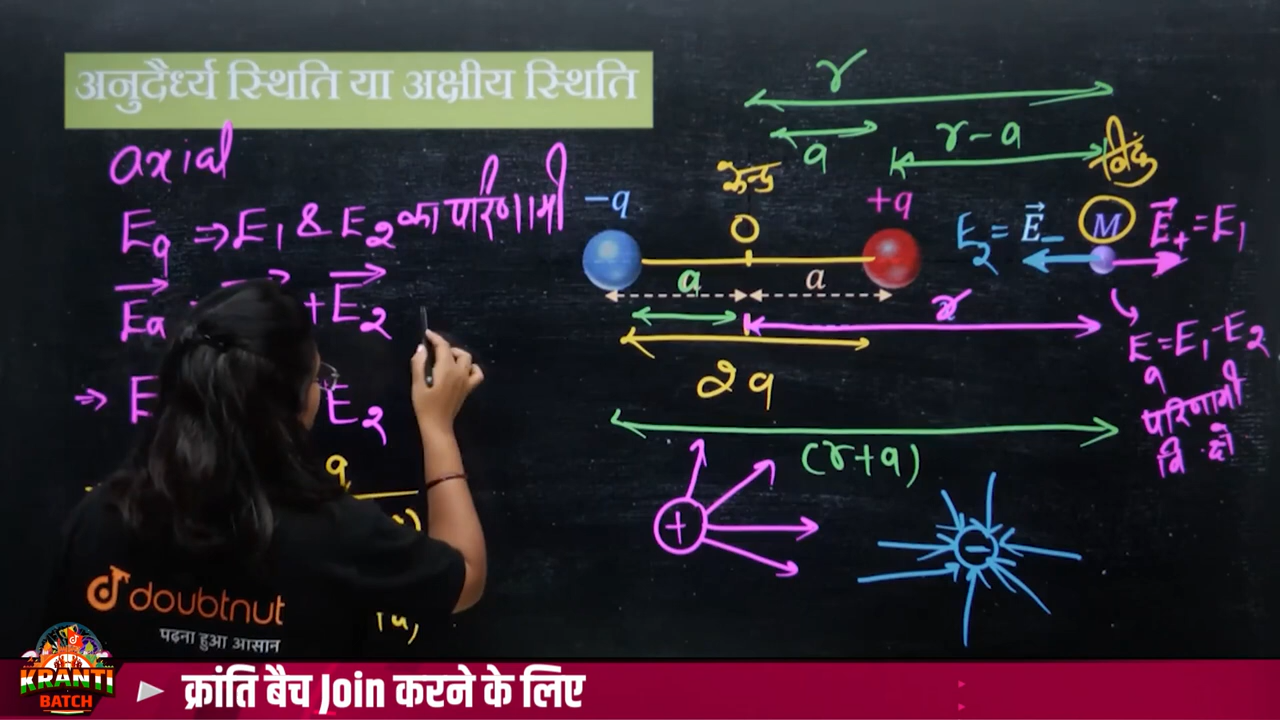 अनुदैर्ध्य स्थिति या अक्षीय स्थिति
axial
Eq ⇒ E₁ & E₂ का परिणामी
Ea + E₂
⇒ E E₂
q
r
a
r-a
केन्द्र
बिंदु
-q
O
+q
E₂ = E₋
M
E₊ = E₁
a
a
2a
(r+a)
E = E₁ - E₂
a
परिणामी
वि. क्षे
+
-
doubtnut
पढ़ना हुआ आसान
KRANTI
BATCH
क्रांति बैच Join करने के लिए